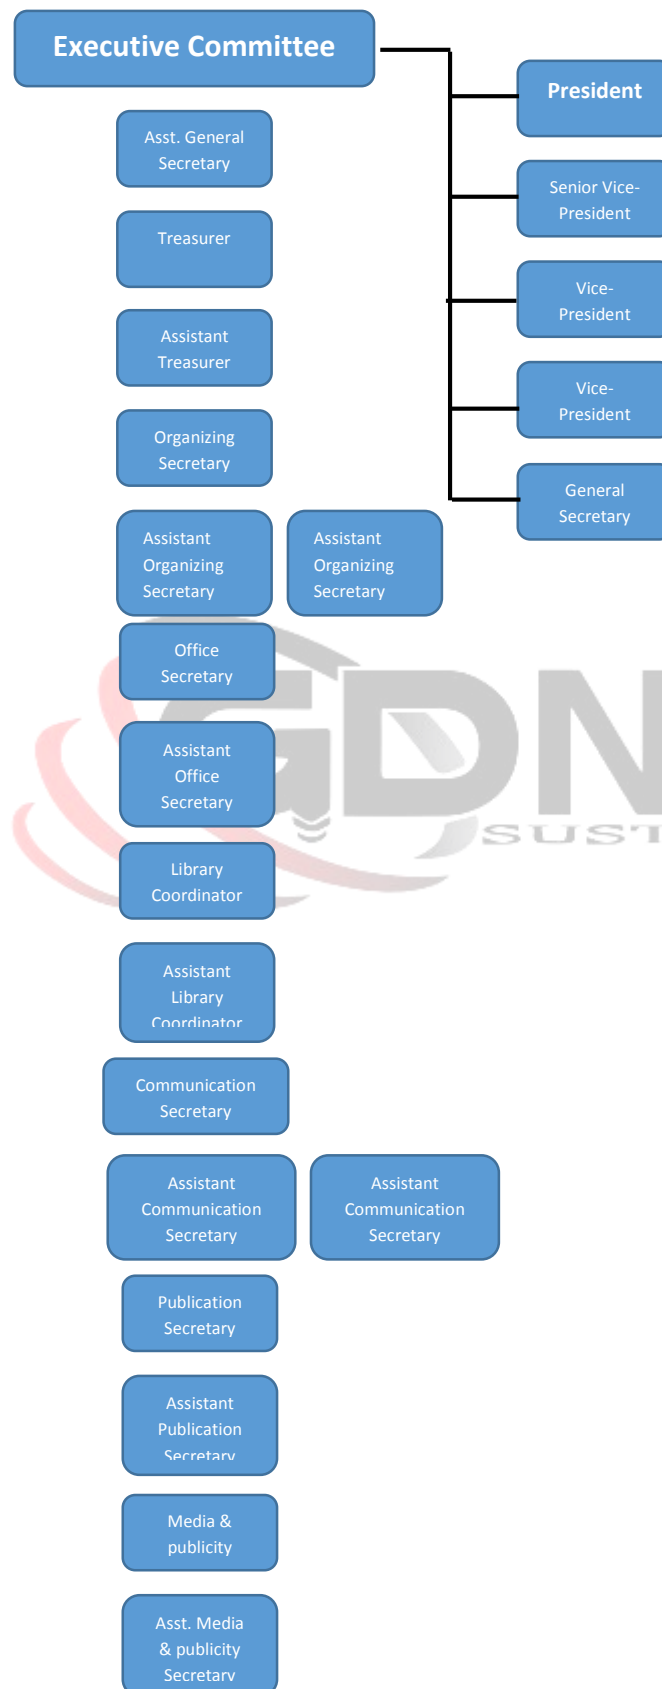 Executive Committee
President
Asst. General
Secretary
Senior Vice-
President
Treasurer
Vice-
President
Assistant
Treasurer
Vice-
President
Organizing
Secretary
General
Secretary
Assistant
Organizing
Secretary
Assistant
Organizing
Secretary
Office
Secretary
GDN
Assistant
Office
Secretary
SUST
Library
Coordinator
Assistant
Library
Coordinator
Communication
Secretary
Assistant
Communication
Secretary
Assistant
Communication
Secretary
Publication
Secretary
Assistant
Publication
Secretary
Media &
publicity
Asst. Media
& publicity
Secretary